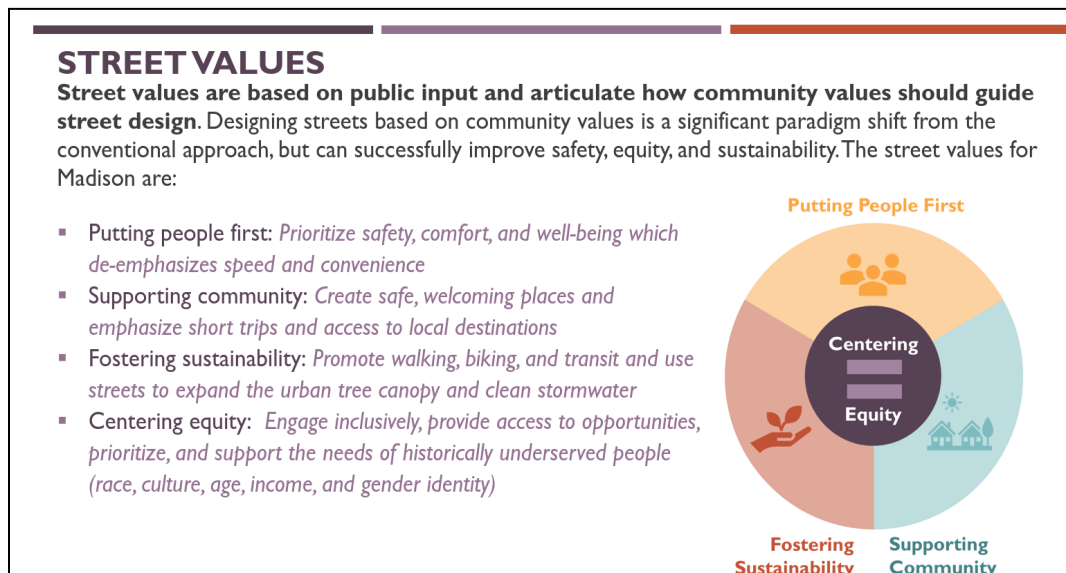 STREET VALUES
Street values are based on public input and articulate how community values should guide
street design. Designing streets based on community values is a significant paradigm shift from the
conventional approach, but can successfully improve safety, equity, and sustainability. The street values for
Madison are:
▪ Putting people first: Prioritize safety, comfort, and well-being which
de-emphasizes speed and convenience
▪ Supporting community: Create safe, welcoming places and
emphasize short trips and access to local destinations
▪ Fostering sustainability: Promote walking, biking, and transit and use
streets to expand the urban tree canopy and clean stormwater
▪ Centering equity: Engage inclusively, provide access to opportunities,
prioritize, and support the needs of historically underserved people
(race, culture, age, income, and gender identity)
Putting People First
Centering
Equity
Fostering
Sustainability
Supporting
Community